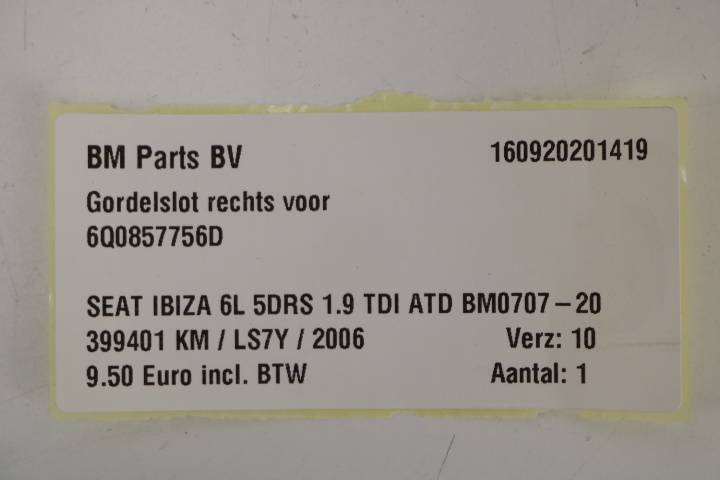 BM Parts BV 160920201419
Gordelslot rechts voor
6Q0857756D
SEAT IBIZA 6L 5DRS 1.9 TDI ATD BM0707-20
399401 KM / LS7Y / 2006 Verz: 10
9.50 Euro incl. BTW Aantal: 1